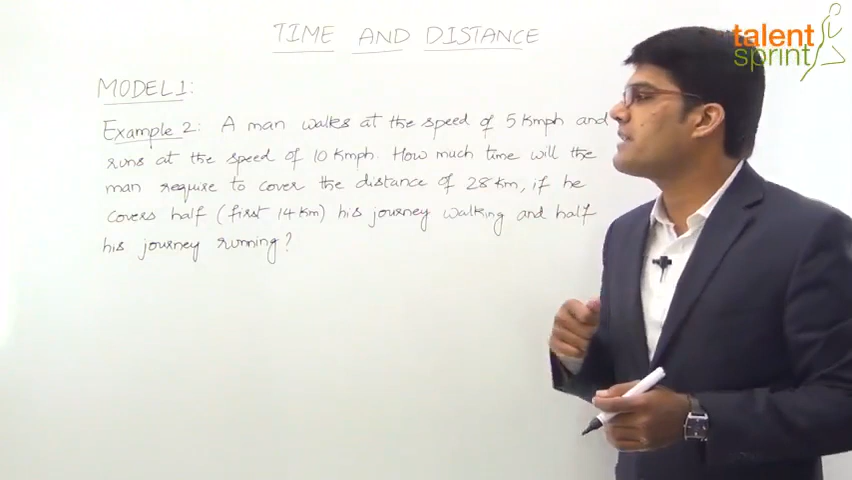 talent
sprint
TIME AND DISTANCE
MODEL 1:
Example 2: A man walks at the speed of 5 Kmph and
runs at the speed of 10 Kmph. How much time will the
man require to cover the distance of 28 Km, if he
covers half (first 14 Km) his journey walking and half
his journey running?